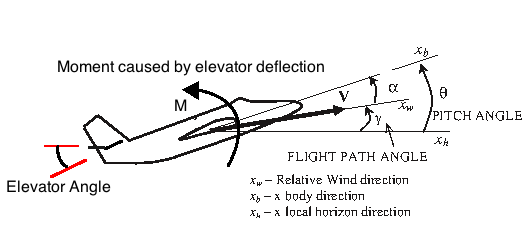 x_b
Moment caused by elevator deflection
α
M
V
x_w
θ
PITCH ANGLE
γ
x_h
FLIGHT PATH ANGLE
Elevator Angle
x_w – Relative Wind direction
x_b – x body direction
x_h – x local horizon direction